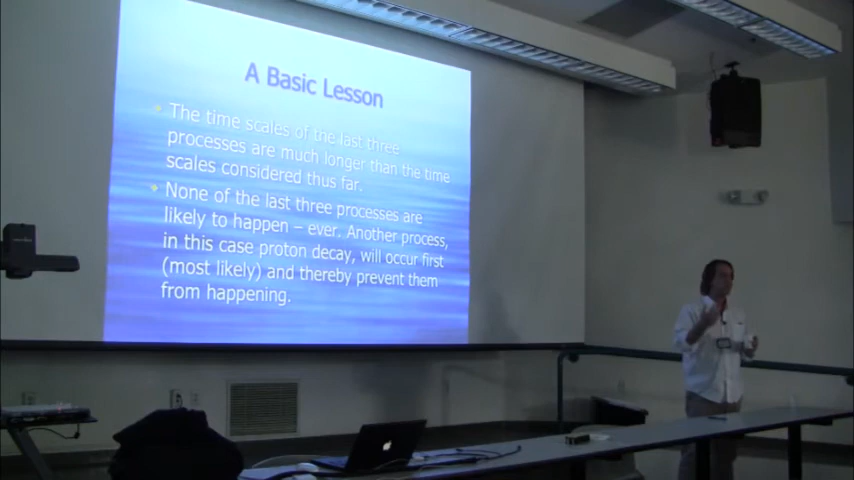 A Basic Lesson
The time scales of the last three
processes are much longer than the time
scales considered thus far.
None of the last three processes are
likely to happen – ever. Another process,
in this case proton decay, will occur first
(most likely) and thereby prevent them
from happening.